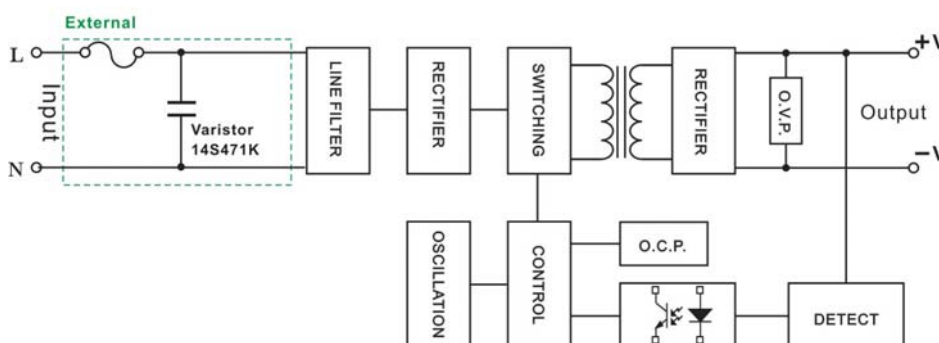 External
L
Input
N
Varistor
14S471K
LINE FILTER
RECTIFIER
SWITCHING
RECTIFIER
O.V.P.
+V
Output
−V
OSCILLATION
CONTROL
O.C.P.
DETECT